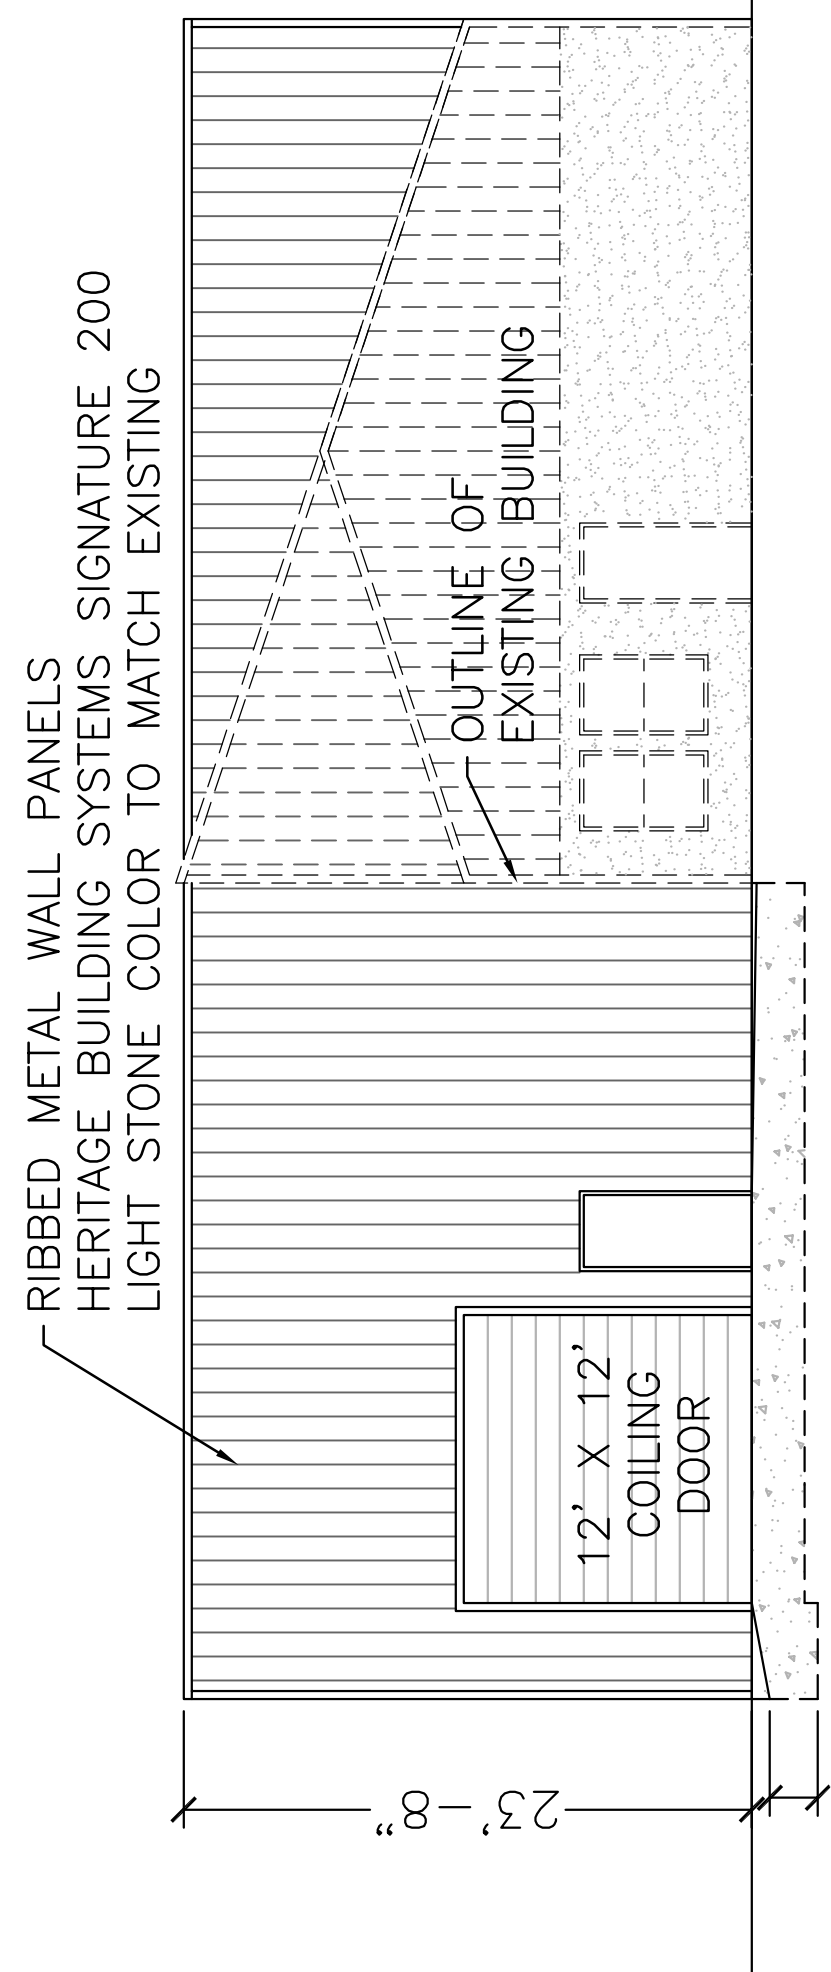 RIBBED METAL WALL PANELS
HERITAGE BUILDING SYSTEMS SIGNATURE 200
LIGHT STONE COLOR TO MATCH EXISTING
OUTLINE OF
EXISTING BUILDING
12' X 12'
COILING
DOOR
23'-8"